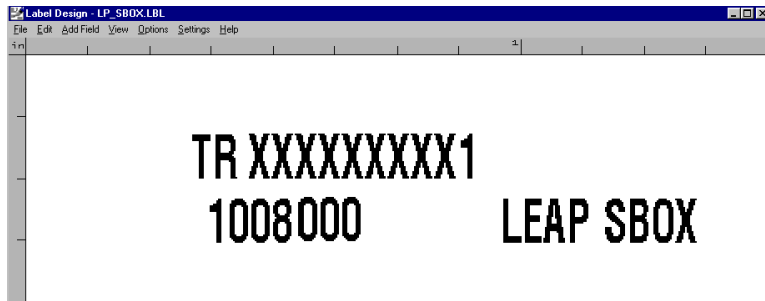 Label Design - LP_SBOX.LBL
File Edit Add Field View Options Settings Help
in 1
TR XXXXXXXXX1
1008000 LEAP SBOX